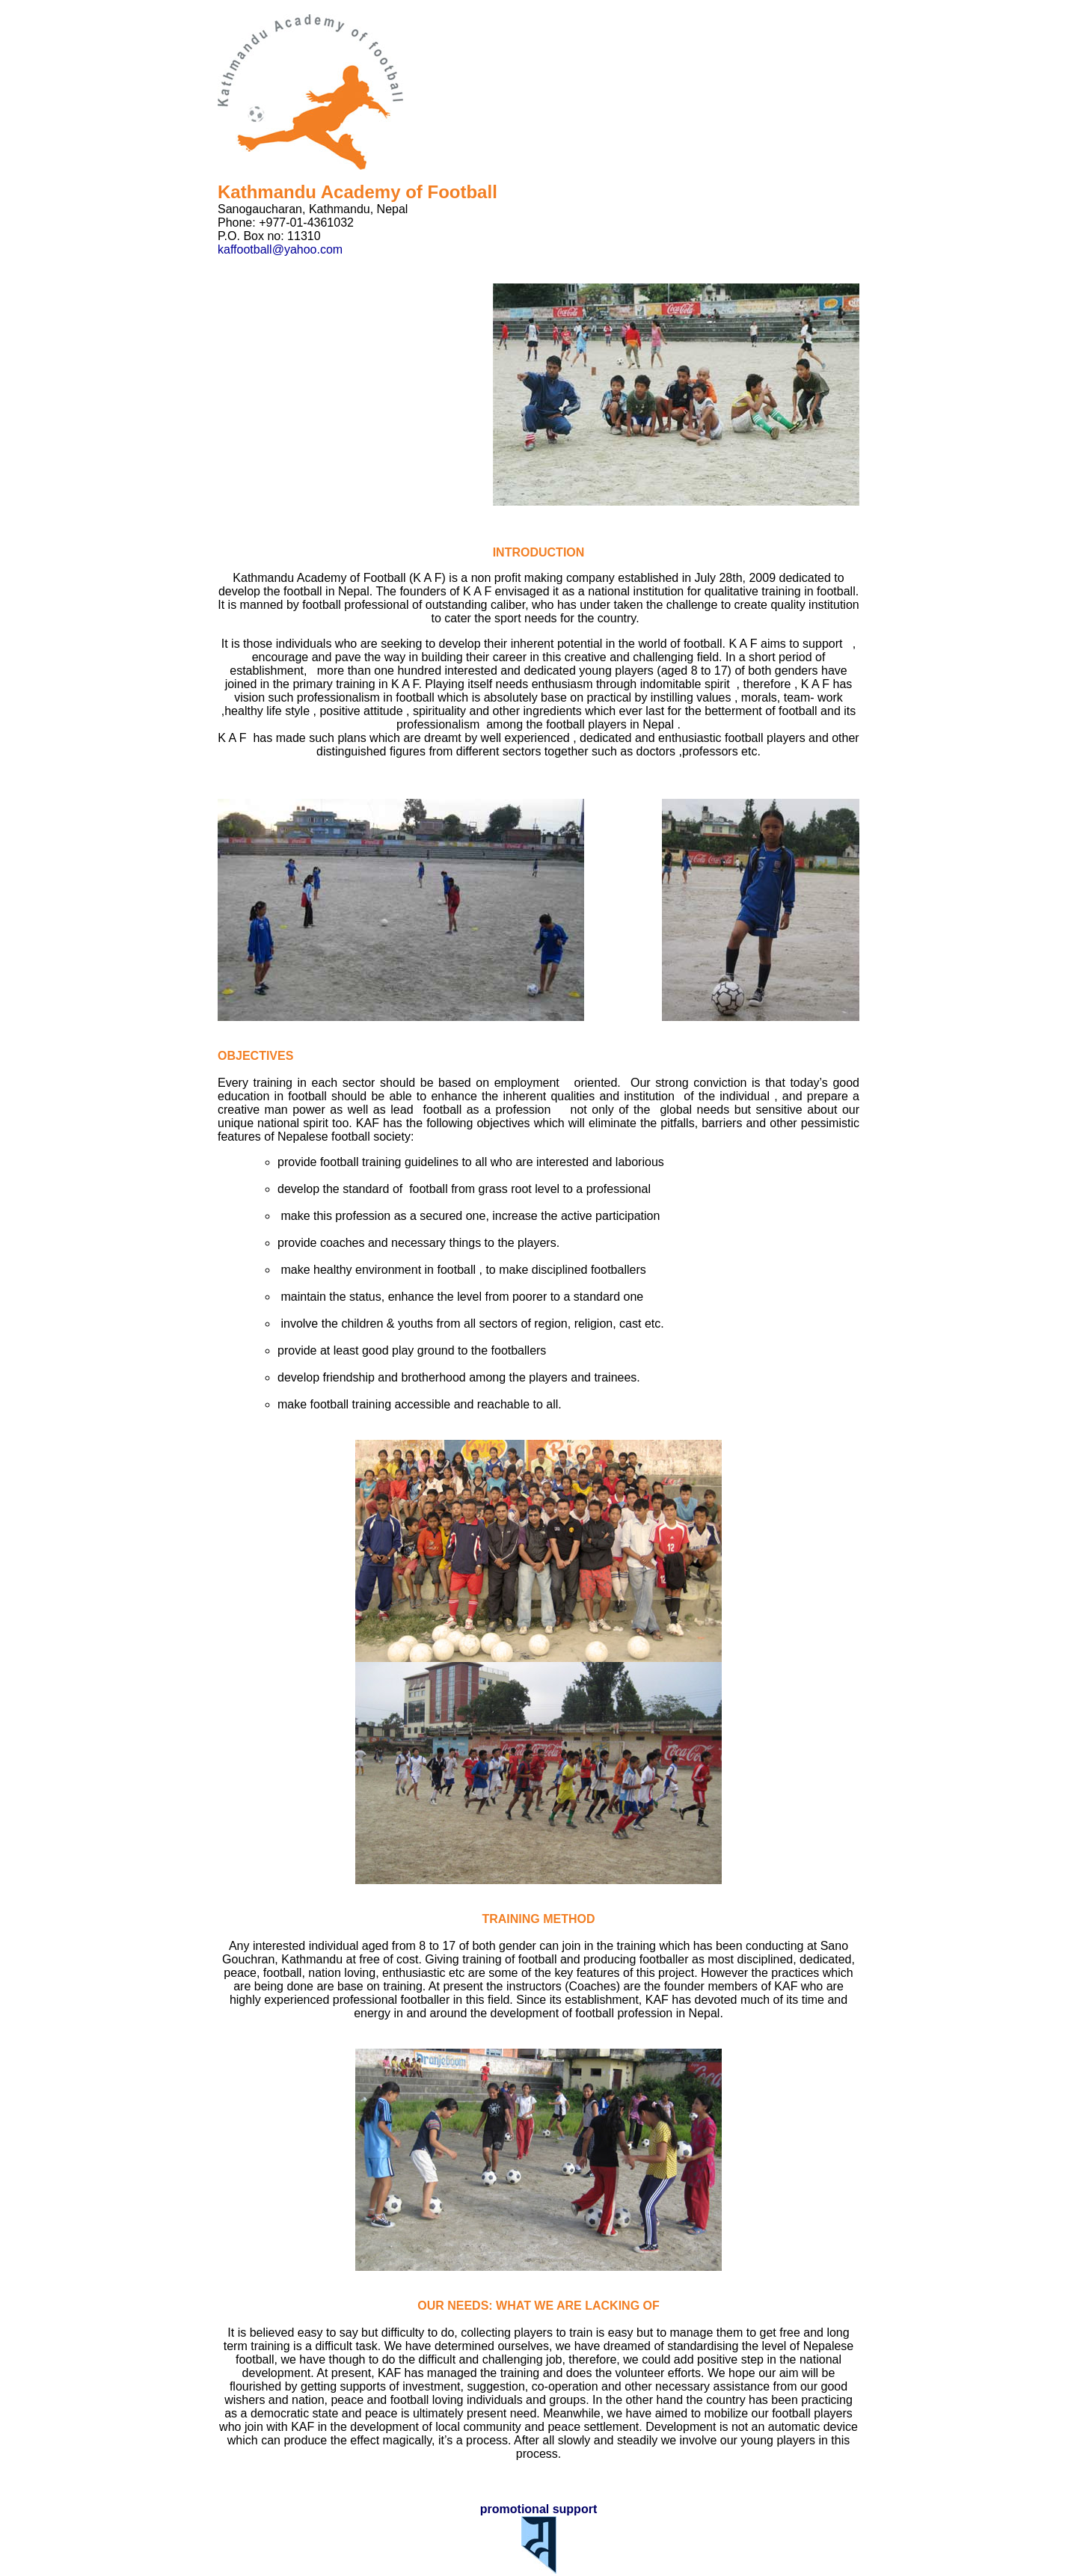 Kathmandu Academy of football
Kathmandu Academy of Football
Sanogaucharan, Kathmandu, Nepal
Phone: +977-01-4361032
P.O. Box no: 11310
kaffootball@yahoo.com
Coca-Cola
Coca-Cola
INTRODUCTION
Kathmandu Academy of Football (K A F) is a non profit making company established in July 28th, 2009 dedicated to
develop the football in Nepal. The founders of K A F envisaged it as a national institution for qualitative training in football.
It is manned by football professional of outstanding caliber, who has under taken the challenge to create quality institution
to cater the sport needs for the country.
It is those individuals who are seeking to develop their inherent potential in the world of football. K A F aims to support   ,
encourage and pave the way in building their career in this creative and challenging field. In a short period of
establishment,   more than one hundred interested and dedicated young players (aged 8 to 17) of both genders have
joined in the primary training in K A F. Playing itself needs enthusiasm through indomitable spirit  , therefore , K A F has
vision such professionalism in football which is absolutely base on practical by instilling values , morals, team- work
,healthy life style , positive attitude , spirituality and other ingredients which ever last for the betterment of football and its
professionalism  among the football players in Nepal .
K A F  has made such plans which are dreamt by well experienced , dedicated and enthusiastic football players and other
distinguished figures from different sectors together such as doctors ,professors etc.
OBJECTIVES
Every training in each sector should be based on employment   oriented.  Our strong conviction is that today’s good
education in football should be able to enhance the inherent qualities and institution  of the individual , and prepare a
creative man power as well as lead  football as a profession    not only of the  global needs but sensitive about our
unique national spirit too. KAF has the following objectives which will eliminate the pitfalls, barriers and other pessimistic
features of Nepalese football society:
provide football training guidelines to all who are interested and laborious
develop the standard of  football from grass root level to a professional
make this profession as a secured one, increase the active participation
provide coaches and necessary things to the players.
make healthy environment in football , to make disciplined footballers
maintain the status, enhance the level from poorer to a standard one
involve the children & youths from all sectors of region, religion, cast etc.
provide at least good play ground to the footballers
develop friendship and brotherhood among the players and trainees.
make football training accessible and reachable to all.
Rio
12
Coca-Cola
Coca-Cola
TRAINING METHOD
Any interested individual aged from 8 to 17 of both gender can join in the training which has been conducting at Sano
Gouchran, Kathmandu at free of cost. Giving training of football and producing footballer as most disciplined, dedicated,
peace, football, nation loving, enthusiastic etc are some of the key features of this project. However the practices which
are being done are base on training. At present the instructors (Coaches) are the founder members of KAF who are
highly experienced professional footballer in this field. Since its establishment, KAF has devoted much of its time and
energy in and around the development of football profession in Nepal.
Oranjeboom
OUR NEEDS: WHAT WE ARE LACKING OF
It is believed easy to say but difficulty to do, collecting players to train is easy but to manage them to get free and long
term training is a difficult task. We have determined ourselves, we have dreamed of standardising the level of Nepalese
football, we have though to do the difficult and challenging job, therefore, we could add positive step in the national
development. At present, KAF has managed the training and does the volunteer efforts. We hope our aim will be
flourished by getting supports of investment, suggestion, co-operation and other necessary assistance from our good
wishers and nation, peace and football loving individuals and groups. In the other hand the country has been practicing
as a democratic state and peace is ultimately present need. Meanwhile, we have aimed to mobilize our football players
who join with KAF in the development of local community and peace settlement. Development is not an automatic device
which can produce the effect magically, it’s a process. After all slowly and steadily we involve our young players in this
process.
promotional support